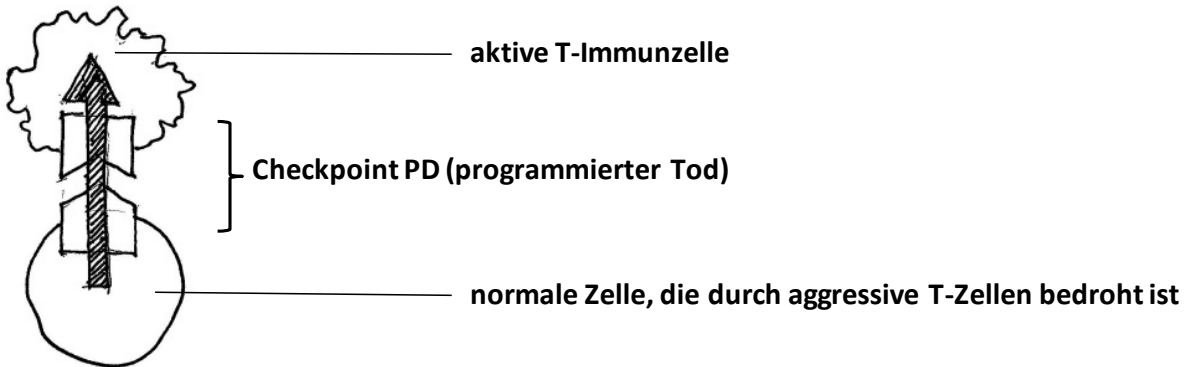 aktive T-Immunzelle
Checkpoint PD (programmierter Tod)
normale Zelle, die durch aggressive T-Zellen bedroht ist